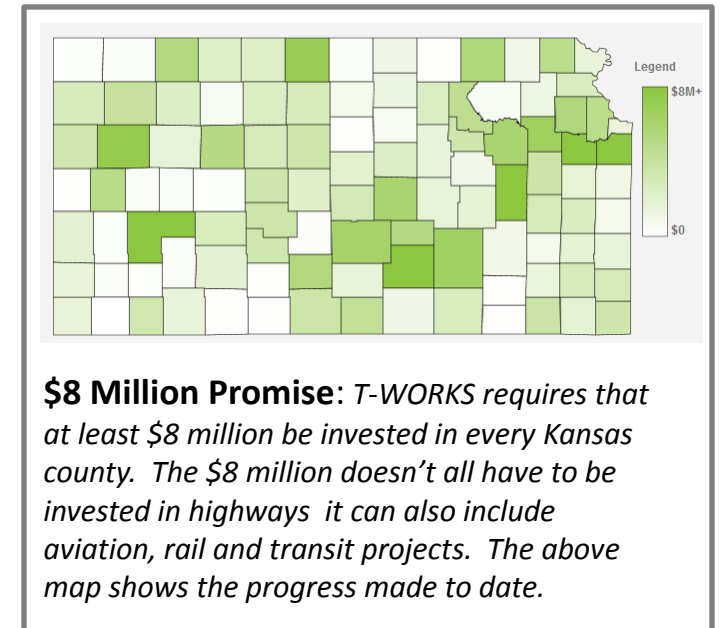 Legend
$8M+
$0
$8 Million Promise: T-WORKS requires that
at least $8 million be invested in every Kansas
county.  The $8 million doesn’t all have to be
invested in highways  it can also include
aviation, rail and transit projects.  The above
map shows the progress made to date.